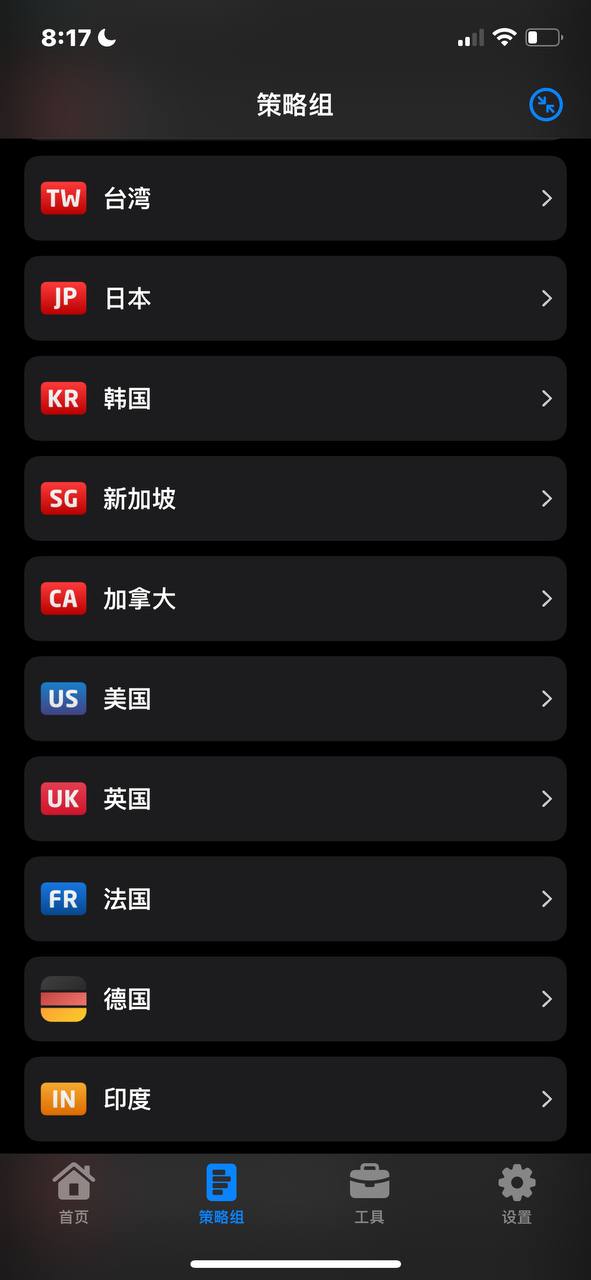 8:17
策略组
TW 台湾
JP 日本
KR 韩国
SG 新加坡
CA 加拿大
US 美国
UK 英国
FR 法国
德国
IN 印度
首页 策略组 工具 设置